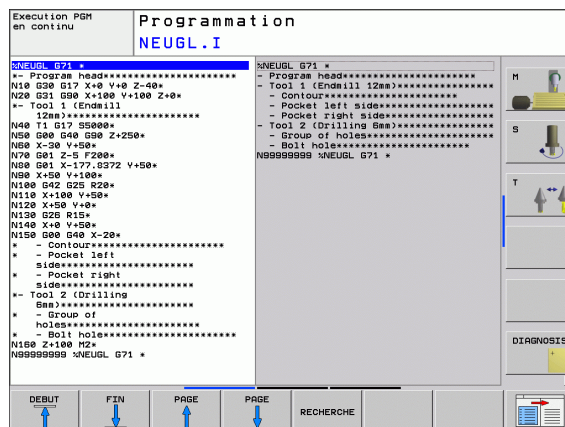 Execution PGM
en continu
Programmation
NEUGL.I
%NEUGL G71 *
*- Program head***********************
N10 G30 G17 X+0 Y+0 Z-40*
N20 G31 G90 X+100 Y+100 Z+0*
*- Tool 1 (Endmill
12mm)***********************
N40 T1 G17 S5000*
N50 G00 G40 G90 Z+250*
N60 X-30 Y+50*
N70 G01 Z-5 F200*
N80 G01 X-177.8372 Y+50*
N90 X+50 Y+100*
N100 G42 G25 R20*
N110 X+100 Y+50*
N120 X+50 Y+0*
N130 G26 R15*
N140 X+0 Y+50*
N150 G00 G40 X-20*
* - Contour***********************
* - Pocket left
side***********************
* - Pocket right
side***********************
*- Tool 2 (Drilling
6mm)***********************
* - Group of
holes***********************
* - Bolt hole***********************
N160 Z+100 M2*
N99999999 %NEUGL G71 *
%NEUGL G71 *
- Program head***********************
- Tool 1 (Endmill 12mm)***********************
- Contour***********************
- Pocket left side***********************
- Pocket right side***********************
- Tool 2 (Drilling 6mm)***********************
- Group of holes***********************
- Bolt hole***********************
N99999999 %NEUGL G71 *
M
S
T
DIAGNOSIS
DEBUT
FIN
PAGE
PAGE
RECHERCHE